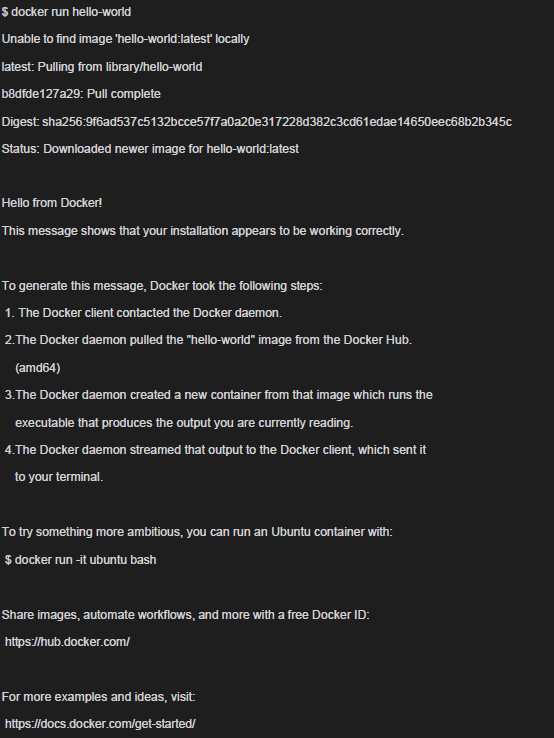 $ docker run hello-world
Unable to find image 'hello-world:latest' locally
latest: Pulling from library/hello-world
b8dfde127a29: Pull complete
Digest: sha256:9f6ad537c5132bcce57f7a0a20e317228d382c3cd61edae14650eec68b2b345c
Status: Downloaded newer image for hello-world:latest
Hello from Docker!
This message shows that your installation appears to be working correctly.
To generate this message, Docker took the following steps:
1. The Docker client contacted the Docker daemon.
2.The Docker daemon pulled the "hello-world" image from the Docker Hub.
(amd64)
3.The Docker daemon created a new container from that image which runs the
executable that produces the output you are currently reading.
4.The Docker daemon streamed that output to the Docker client, which sent it
to your terminal.
To try something more ambitious, you can run an Ubuntu container with:
$ docker run -it ubuntu bash
Share images, automate workflows, and more with a free Docker ID:
https://hub.docker.com/
For more examples and ideas, visit:
https://docs.docker.com/get-started/